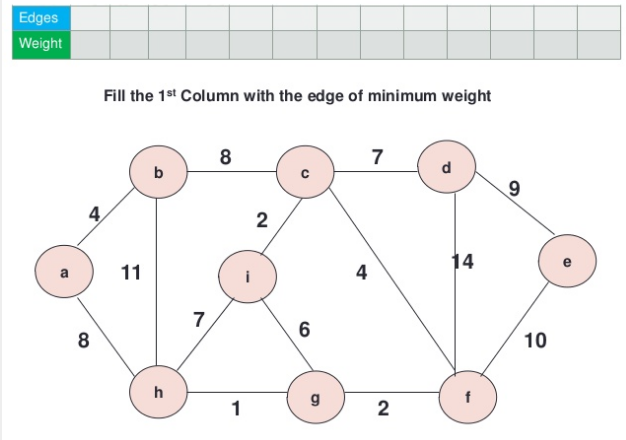 Edges
Weight
Fill the 1st Column with the edge of minimum weight
b 8 c 7 d
9
4
2
a 11 i 4 14 e
7 6
8 10
h 1 g 2 f